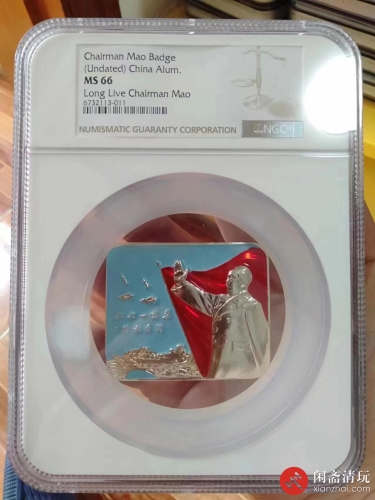 Chairman Mao Badge
(Undated) China Alum.
MS 66
Long Live Chairman Mao
6732113-011
NUMISMATIC GUARANTY CORPORATION
NGC
闲斋清玩
xianzhai.com